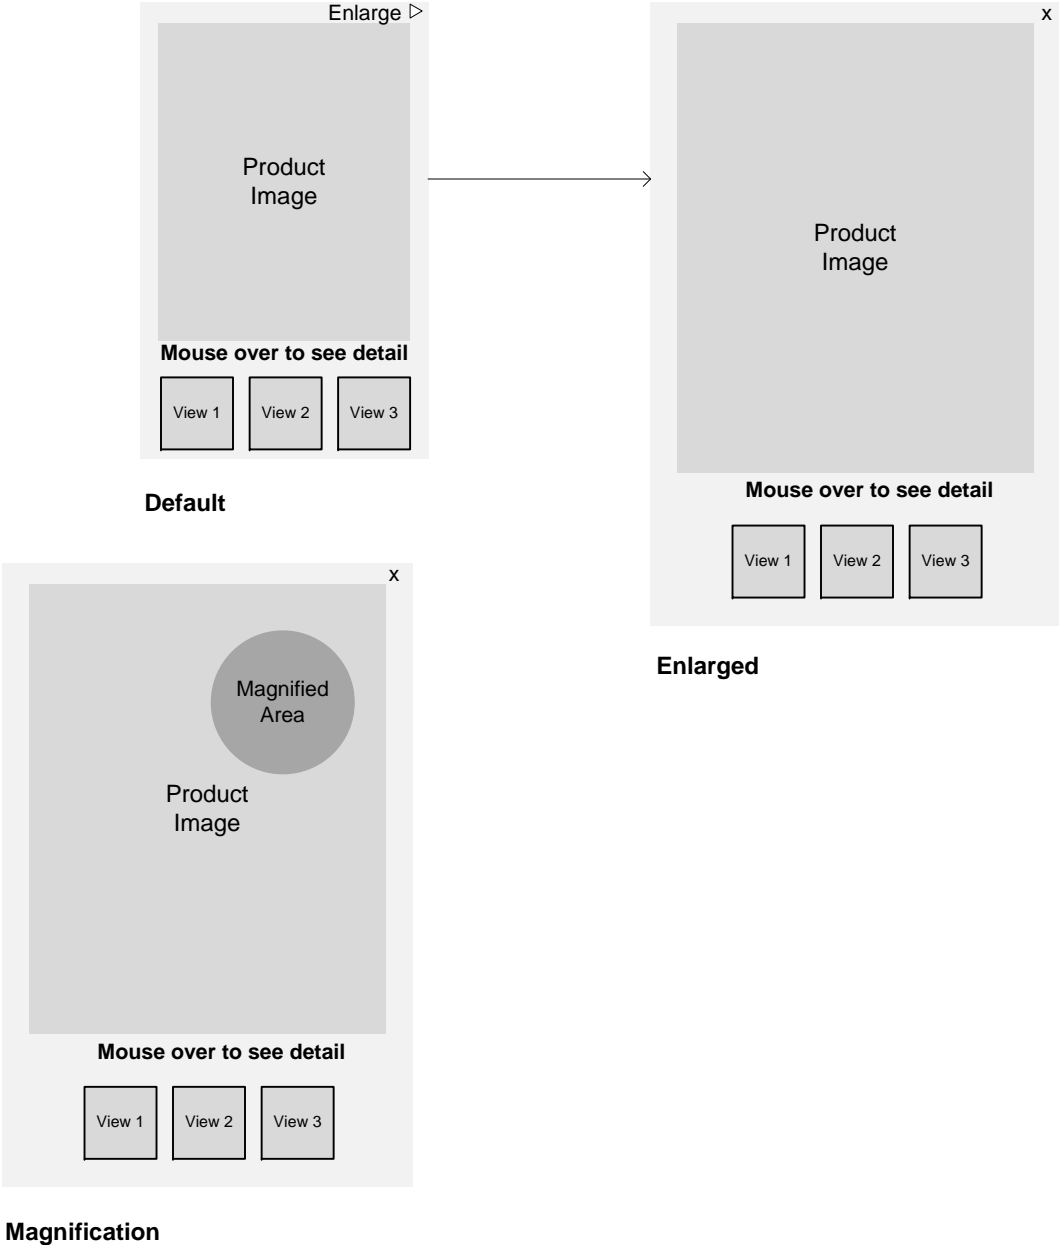 Enlarge
Product
Image
Mouse over to see detail
View 1 View 2 View 3
Default
x
Product
Image
Mouse over to see detail
View 1 View 2 View 3
Enlarged
x
Magnified
Area
Product
Image
Mouse over to see detail
View 1 View 2 View 3
Magnification